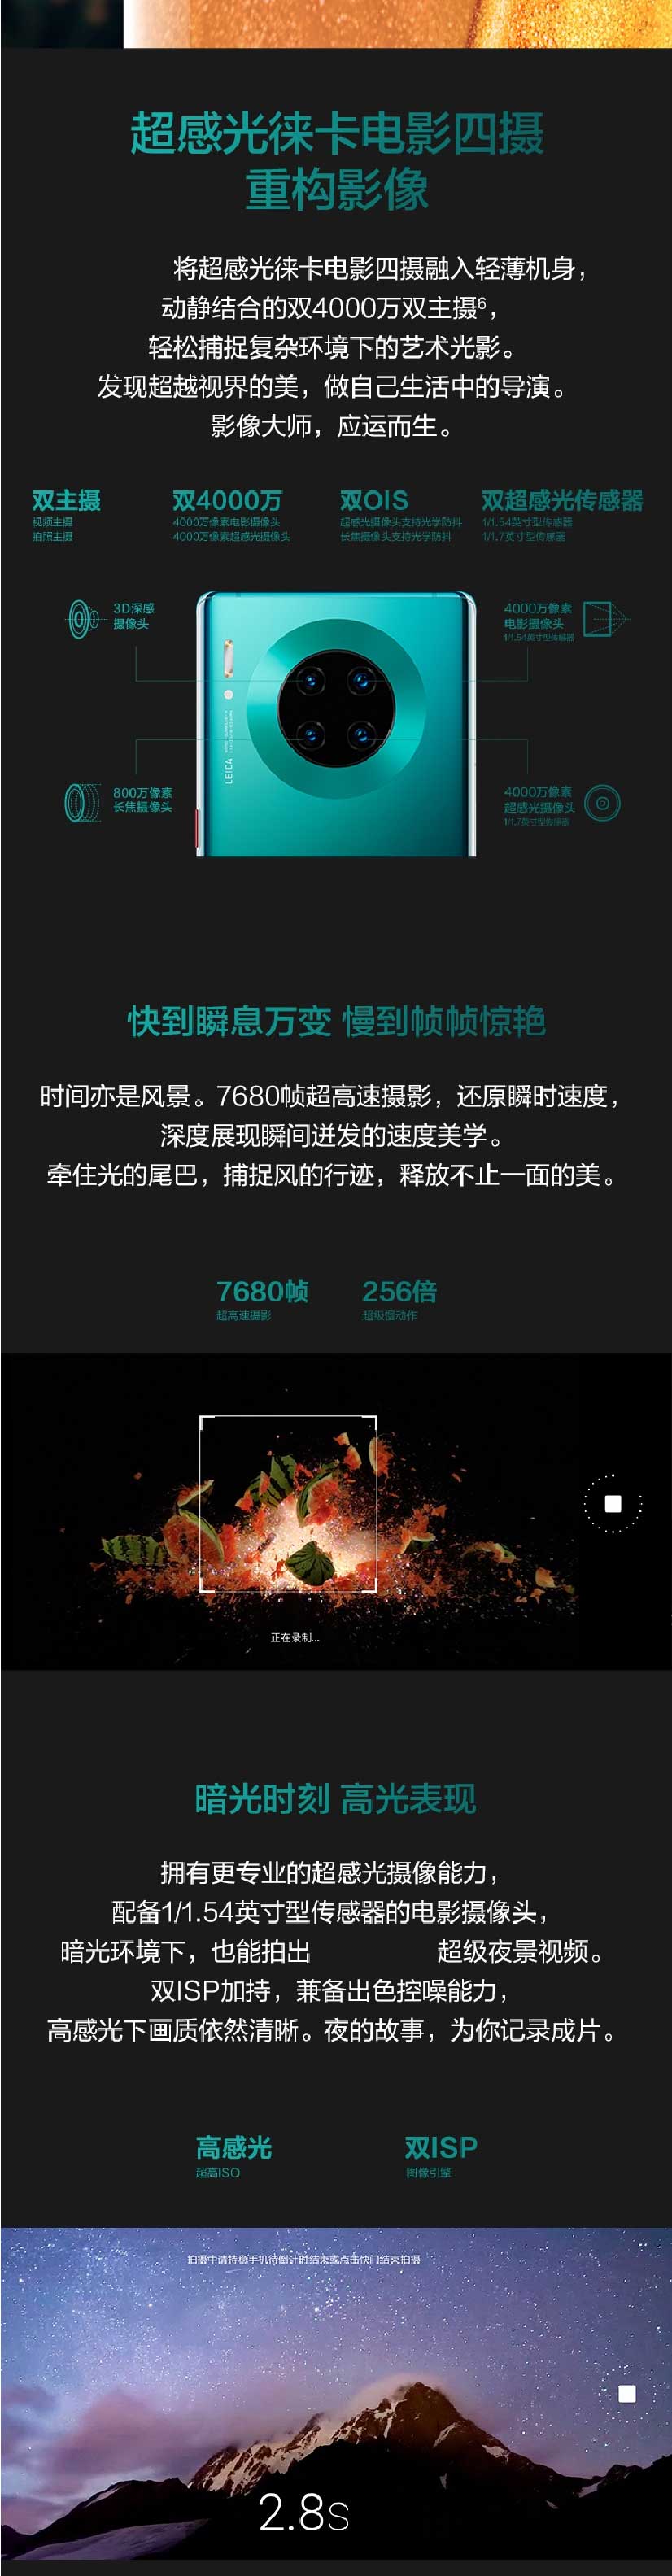 超感光徕卡电影四摄
重构影像
将超感光徕卡电影四摄融入轻薄机身，
动静结合的双4000万双主摄6，
轻松捕捉复杂环境下的艺术光影。
发现超越视界的美，做自己生活中的导演。
影像大师，应运而生。
双主摄
视频主摄
拍照主摄
双4000万
4000万像素电影摄像头
4000万像素超感光摄像头
双OIS
超感光摄像头支持光学防抖
长焦摄像头支持光学防抖
双超感光传感器
1/1.54英寸型传感器
1/1.7英寸型传感器
3D深感
摄像头
4000万像素
电影摄像头
1/1.54英寸型传感器
LEICA
800万像素
长焦摄像头
4000万像素
超感光摄像头
1/1.7英寸型传感器
快到瞬息万变 慢到帧帧惊艳
时间亦是风景。7680帧超高速摄影，还原瞬时速度，
深度展现瞬间迸发的速度美学。
牵住光的尾巴，捕捉风的行迹，释放不止一面的美。
7680帧
超高速摄影
256倍
超级慢动作
正在录制...
暗光时刻 高光表现
拥有更专业的超感光摄像能力，
配备1/1.54英寸型传感器的电影摄像头，
暗光环境下，也能拍出 超级夜景视频。
双ISP加持，兼备出色控噪能力，
高感光下画质依然清晰。夜的故事，为你记录成片。
高感光
超高ISO
双ISP
图像引擎
拍摄中请持稳手机待倒计时结束或点击快门结束拍摄
2.8s